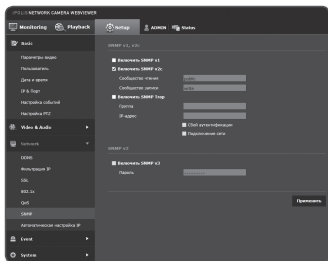 iPOLiS NETWORK CAMERA WEBVIEWER
Monitoring
Playback
Setup
ADMIN
Status
Basic
Параметры видео
Пользователь
Дата и время
IP & Порт
Настройка событий
Настройка PTZ
Video & Audio
Network
DDNS
Фильтрация IP
SSL
802.1x
QoS
SNMP
Автоматическая настройка IP
Event
System
SNMP v1, v2c
Включить SNMP v1
Включить SNMP v2c
Сообщество чтения
public
Сообщество записи
write
Включить SNMP Trap
Группа
IP-адрес
Сбой аутентификации
Подключение сети
SNMP v3
Включить SNMP v3
Пароль
Применить